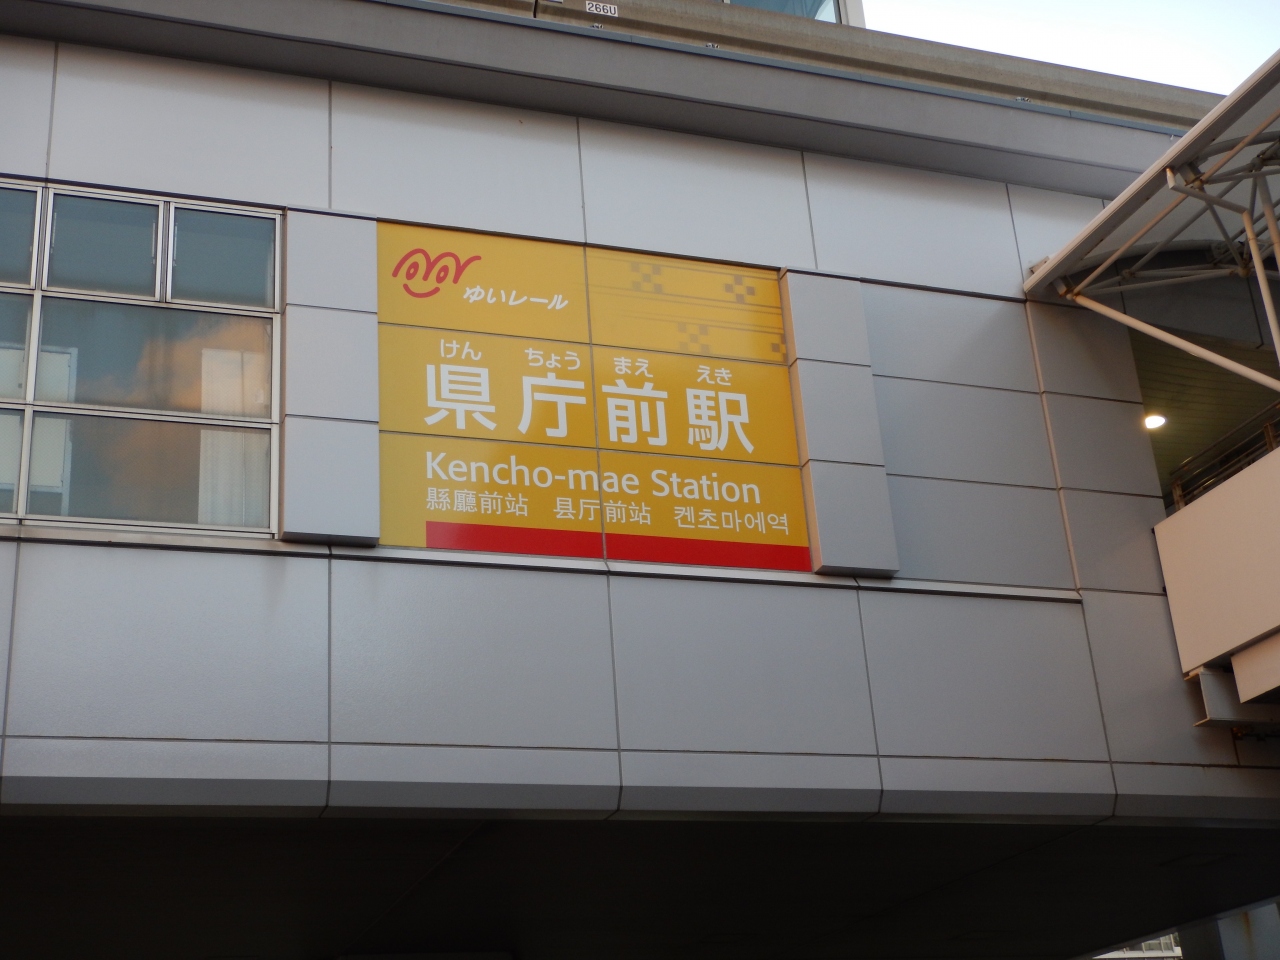 266U
ゆいレール
けん ちょう まえ えき
県庁前駅
Kencho-mae Station
縣廳前站 县厅前站 켄초마에역